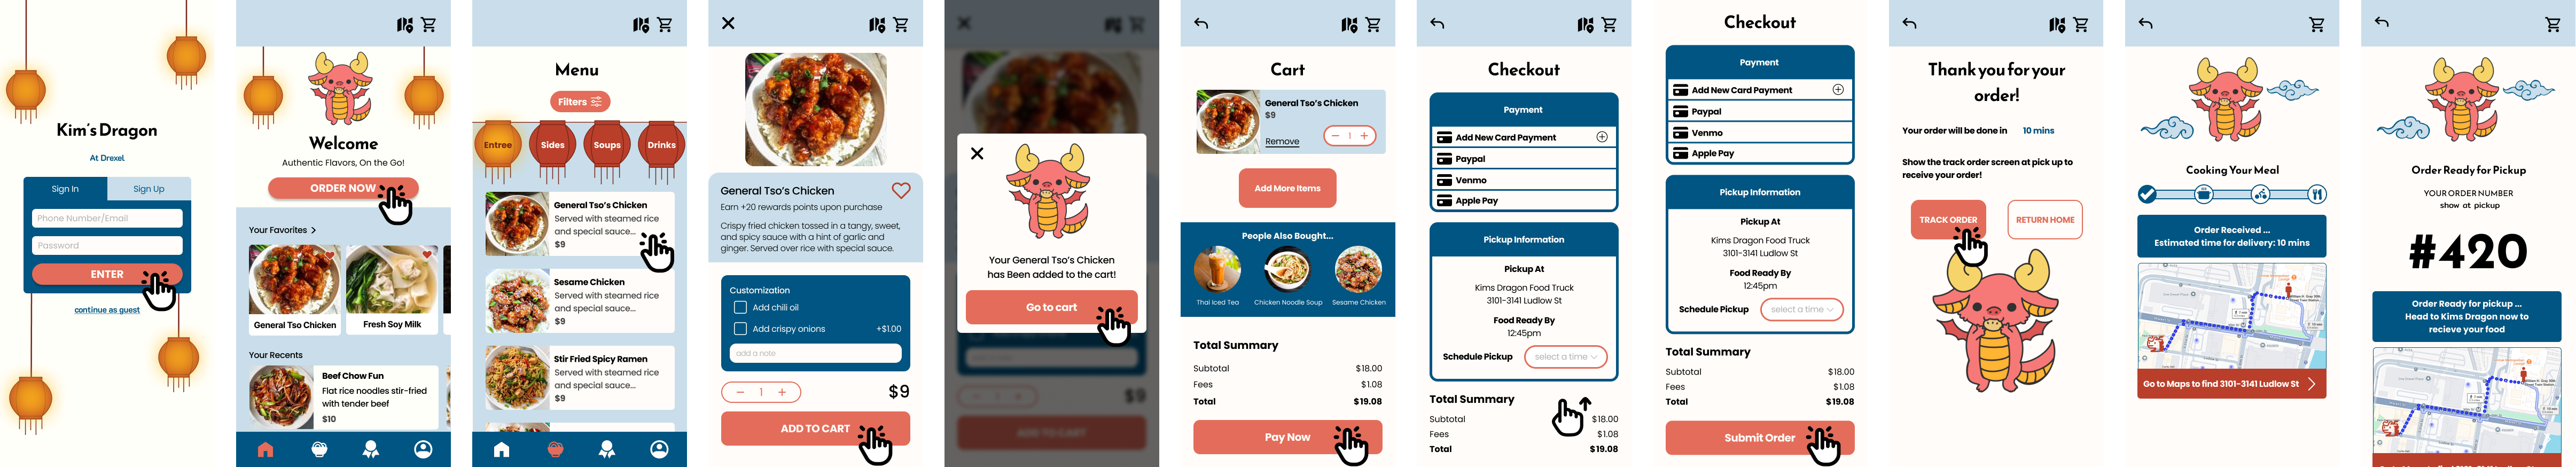 Kim's Dragon
At Drexel
Sign In
Sign Up
Phone Number/Email
Password
ENTER
continue as guest
Welcome
Authentic Flavors, On the Go!
ORDER NOW
Your Favorites >
General Tso Chicken
Fresh Soy Milk
Your Recents
Beef Chow Fun
Flat rice noodles stir-fried
with tender beef
$10
Menu
Filters
Entree
Sides
Soups
Drinks
General Tso's Chicken
Served with steamed rice
and special sauce...
$9
Sesame Chicken
Served with steamed rice
and special sauce...
$9
Stir Fried Spicy Ramen
Served with steamed rice
and special sauce...
$9
General Tso's Chicken
Earn +20 rewards points upon purchase
Crispy fried chicken tossed in a tangy, sweet,
and spicy sauce with a hint of garlic and
ginger. Served over rice with special sauce.
Customization
Add chili oil
Add crispy onions +$1.00
add a note
− 1 +
$9
ADD TO CART
Your General Tso's Chicken
has Been added to the cart!
Go to cart
$9
ADD TO CART
Cart
General Tso's Chicken
$9
Remove
− 1 +
Add More Items
People Also Bought...
Thai Iced Tea
Chicken Noodle Soup
Sesame Chicken
Total Summary
Subtotal $18.00
Fees $1.08
Total $19.08
Pay Now
Checkout
Payment
Add New Card Payment
Paypal
Venmo
Apple Pay
Pickup Information
Pickup At
Kims Dragon Food Truck
3101-3141 Ludlow St
Food Ready By
12:45pm
Schedule Pickup
select a time
Total Summary
Subtotal $18.00
Fees $1.08
Total $19.08
Checkout
Payment
Add New Card Payment
Paypal
Venmo
Apple Pay
Pickup Information
Pickup At
Kims Dragon Food Truck
3101-3141 Ludlow St
Food Ready By
12:45pm
Schedule Pickup
select a time
Total Summary
Subtotal $18.00
Fees $1.08
Total $19.08
Submit Order
Thank you for your
order!
Your order will be done in 10 mins
Show the track order screen at pick up to
receive your order!
TRACK ORDER
RETURN HOME
Cooking Your Meal
Order Received ...
Estimated time for delivery: 10 mins
Go to Maps to find 3101-3141 Ludlow St
Order Ready for Pickup
YOUR ORDER NUMBER
show at pickup
#420
Order Ready for pickup ...
Head to Kims Dragon now to
recieve your food